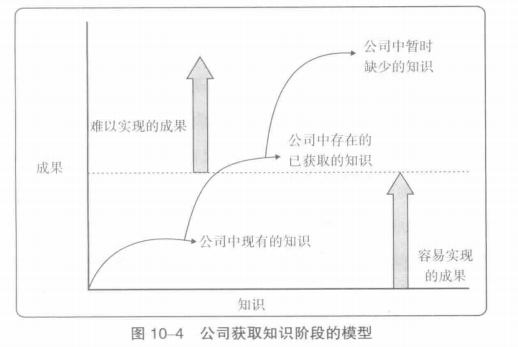 公司中暂时
缺少的知识
难以实现的成果
公司中存在的
已获取的知识
成果
公司中现有的知识
容易实现
的成果
知识
图 10-4 公司获取知识阶段的模型